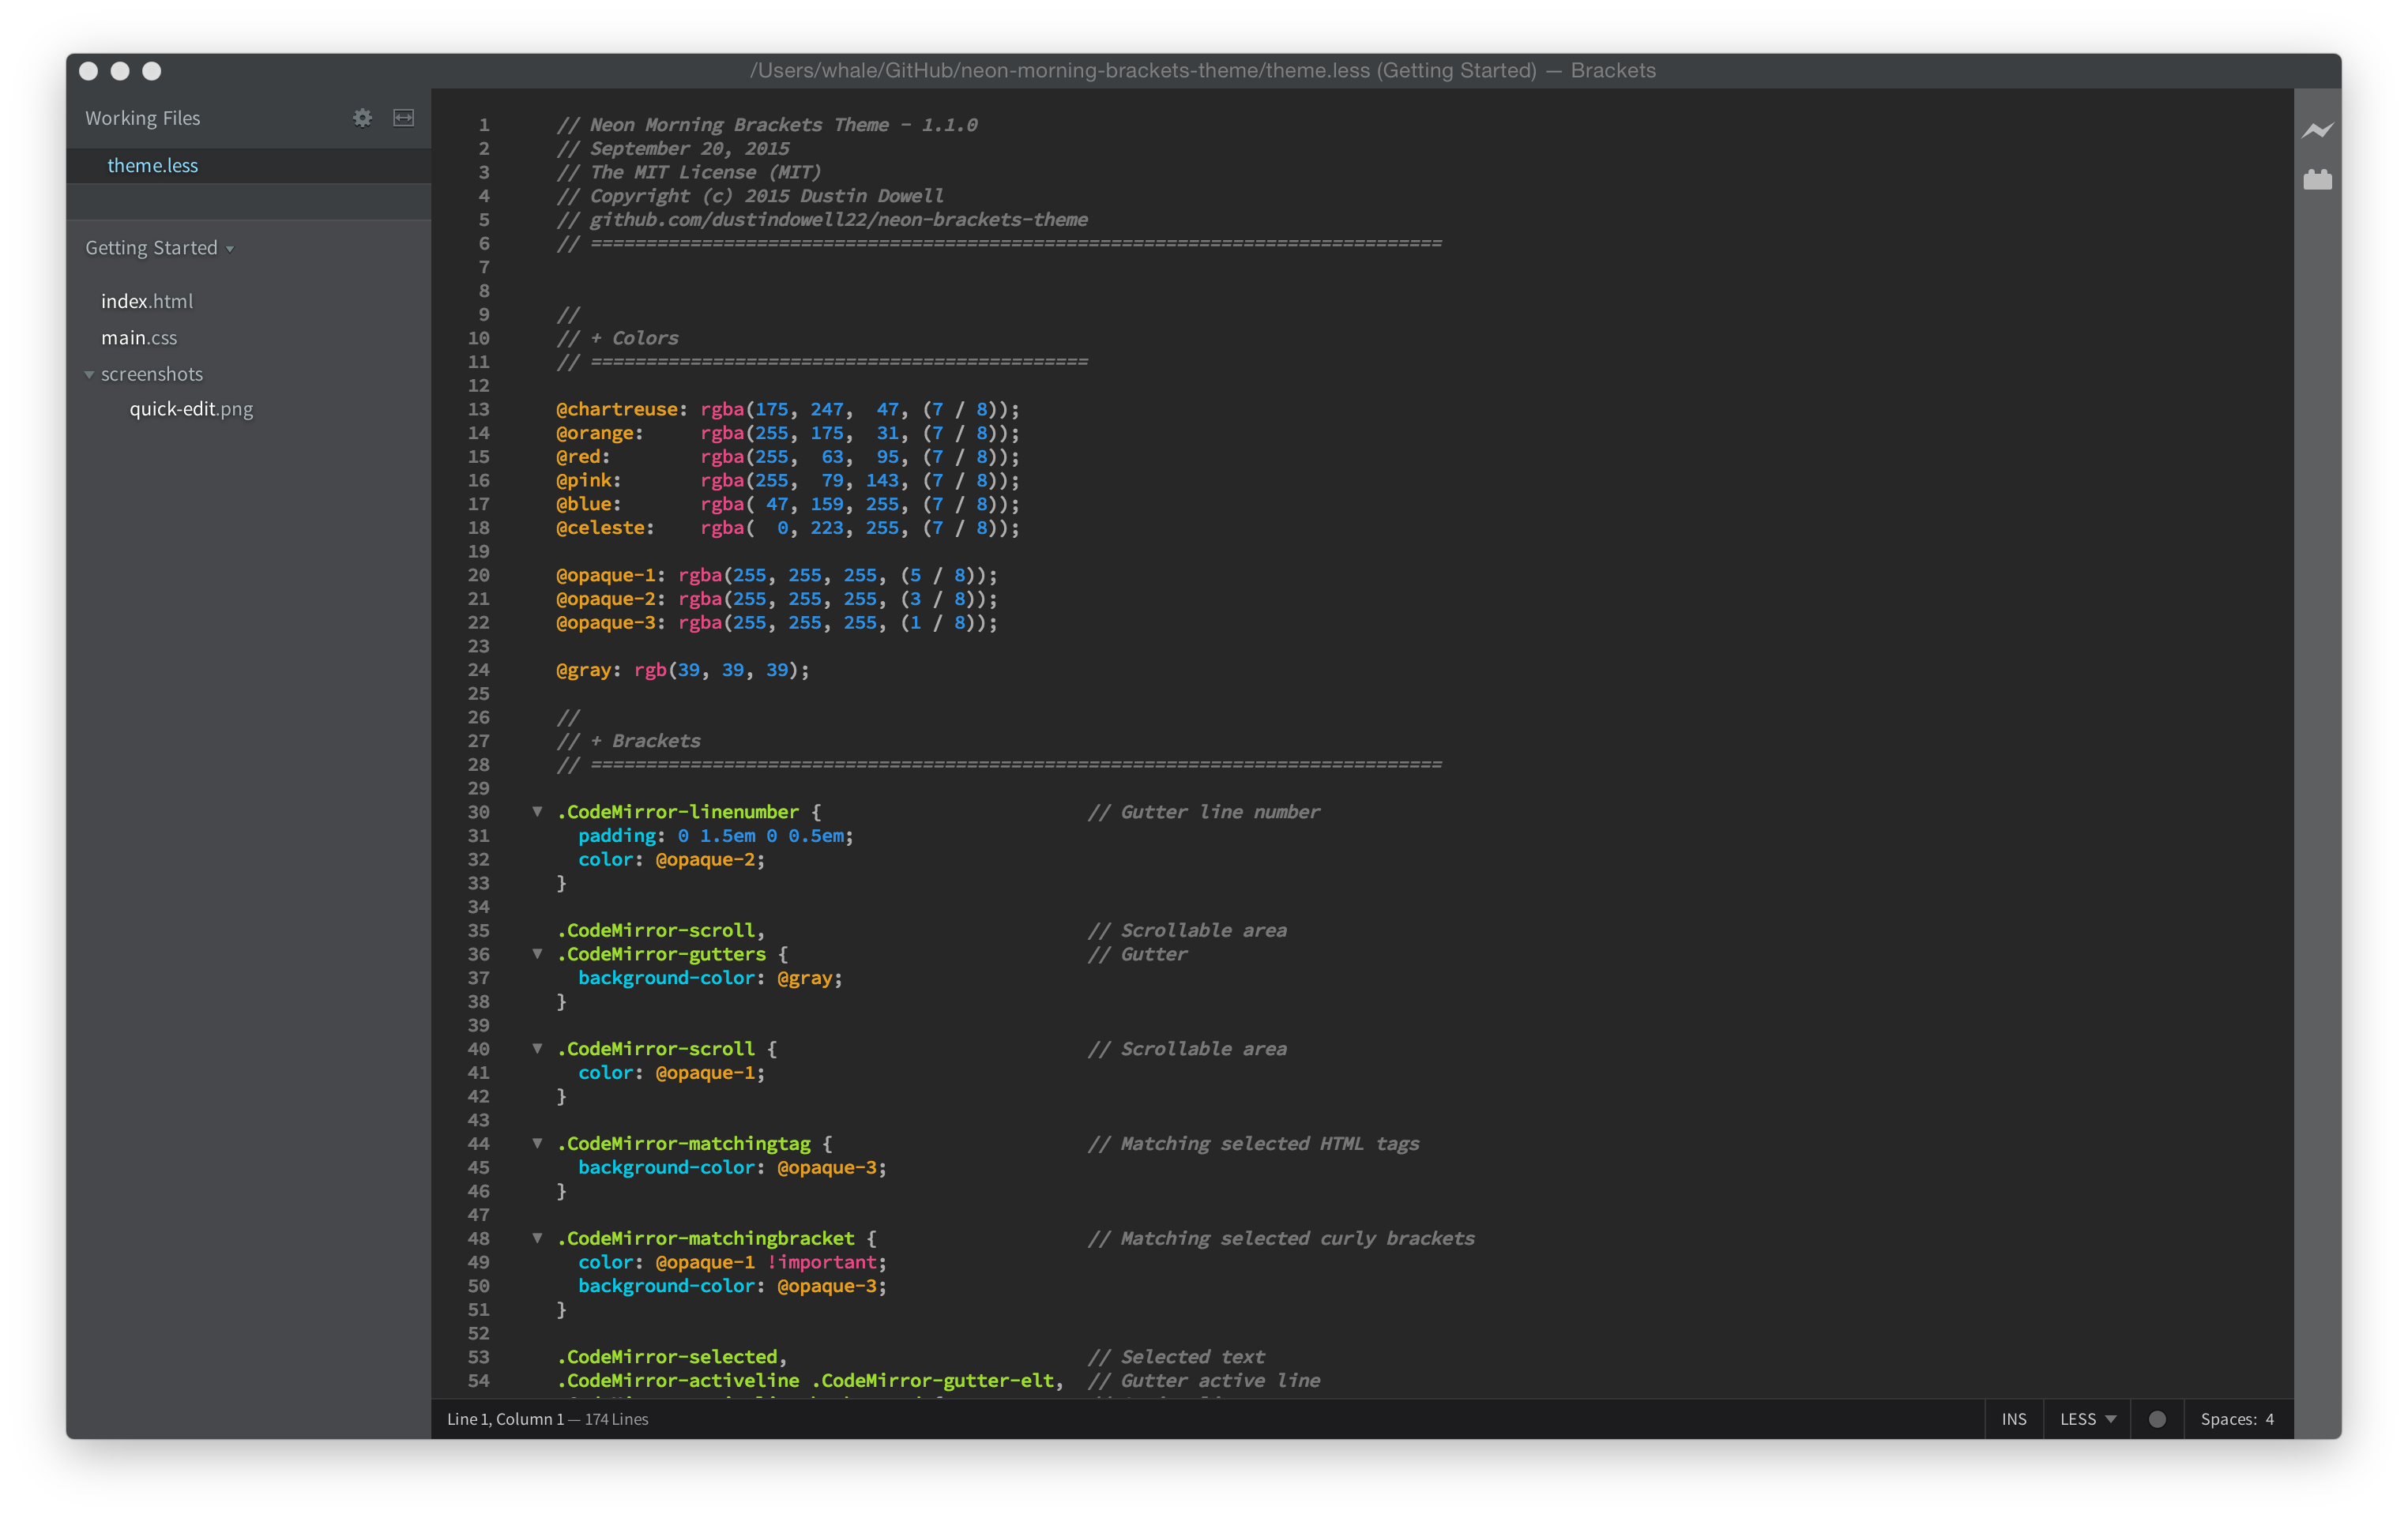 /Users/whale/GitHub/neon-morning-brackets-theme/theme.less (Getting Started) — Brackets
Working Files
theme.less
Getting Started
index.html
main.css
screenshots
quick-edit.png
1 // Neon Morning Brackets Theme - 1.1.0
2 // September 20, 2015
3 // The MIT License (MIT)
4 // Copyright (c) 2015 Dustin Dowell
5 // github.com/dustindowell22/neon-brackets-theme
6 // =============================================================================
7
8
9 //
10 // + Colors
11 // =============================================
12
13 @chartreuse: rgba(175, 247,  47, (7 / 8));
14 @orange:     rgba(255, 175,  31, (7 / 8));
15 @red:        rgba(255,  63,  95, (7 / 8));
16 @pink:       rgba(255,  79, 143, (7 / 8));
17 @blue:       rgba( 47, 159, 255, (7 / 8));
18 @celeste:    rgba(  0, 223, 255, (7 / 8));
19
20 @opaque-1: rgba(255, 255, 255, (5 / 8));
21 @opaque-2: rgba(255, 255, 255, (3 / 8));
22 @opaque-3: rgba(255, 255, 255, (1 / 8));
23
24 @gray: rgb(39, 39, 39);
25
26 //
27 // + Brackets
28 // =============================================================================
29
30 .CodeMirror-linenumber {                        // Gutter line number
31   padding: 0 1.5em 0 0.5em;
32   color: @opaque-2;
33 }
34
35 .CodeMirror-scroll,                             // Scrollable area
36 .CodeMirror-gutters {                           // Gutter
37   background-color: @gray;
38 }
39
40 .CodeMirror-scroll {                            // Scrollable area
41   color: @opaque-1;
42 }
43
44 .CodeMirror-matchingtag {                       // Matching selected HTML tags
45   background-color: @opaque-3;
46 }
47
48 .CodeMirror-matchingbracket {                   // Matching selected curly brackets
49   color: @opaque-1 !important;
50   background-color: @opaque-3;
51 }
52
53 .CodeMirror-selected,                           // Selected text
54 .CodeMirror-activeline .CodeMirror-gutter-elt,  // Gutter active line
Line 1, Column 1 — 174 Lines
INS
LESS
Spaces: 4